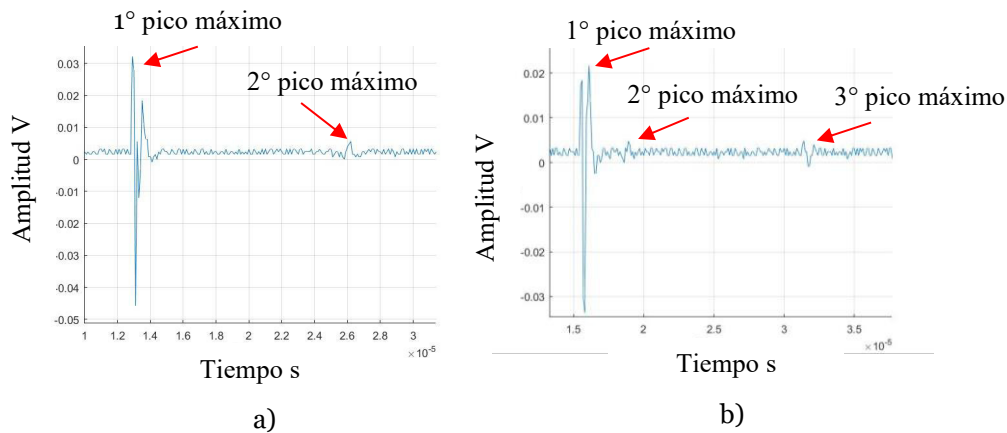 1° pico máximo
2° pico máximo
0.03
0.02
0.01
0
-0.01
-0.02
-0.03
-0.04
-0.05
Amplitud V
1 1.2 1.4 1.6 1.8 2 2.2 2.4 2.6 2.8 3
×10⁻⁵
Tiempo s
a)
1° pico máximo
2° pico máximo
3° pico máximo
0.02
0.01
0
-0.01
-0.02
-0.03
Amplitud V
1.5 2 2.5 3 3.5
×10⁻⁵
Tiempo s
b)